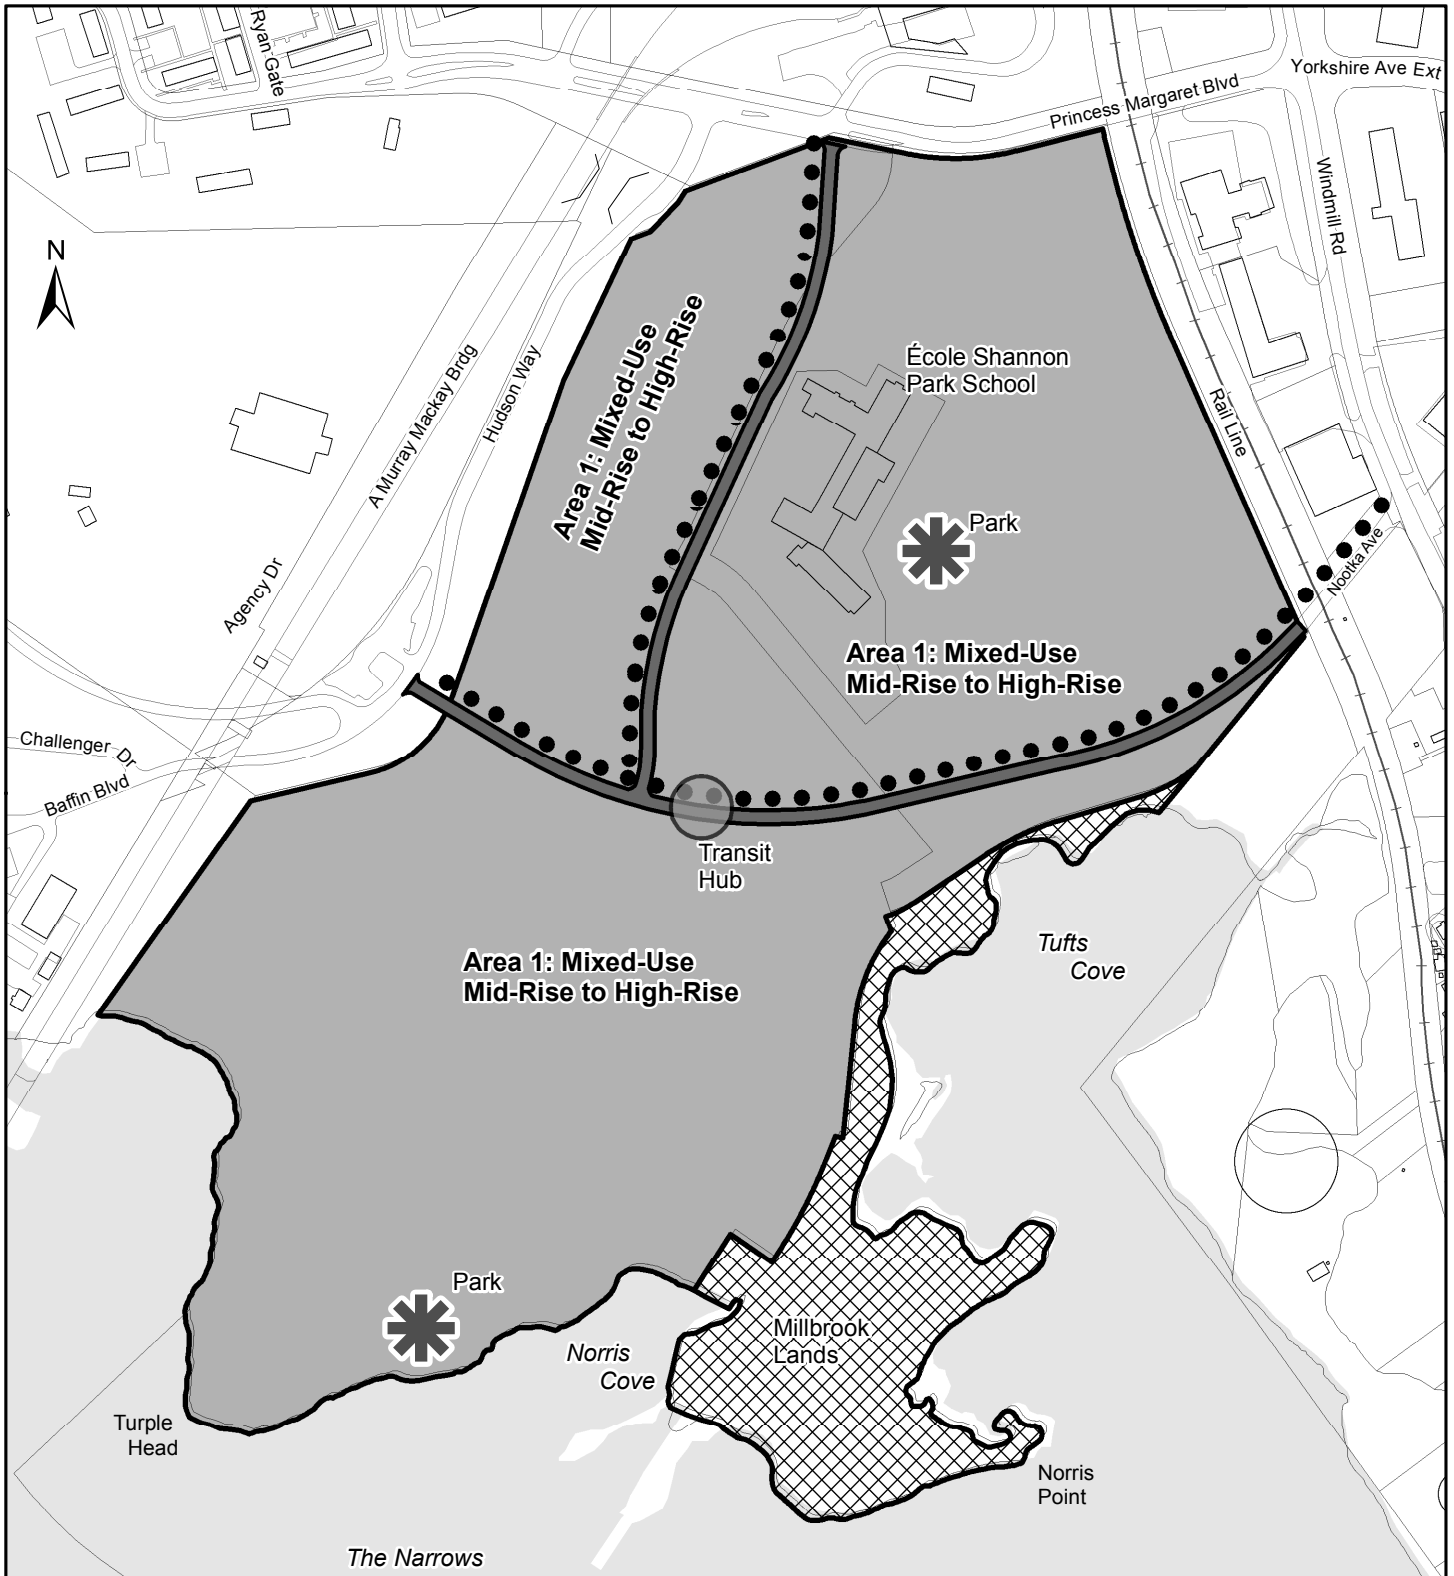 Ryan Gate
Yorkshire Ave Ext
Princess Margaret Blvd
Windmill Rd
N
A Murray Mackay Brdg
Hudson Way
Area 1: Mixed-Use
Mid-Rise to High-Rise
École Shannon
Park School
Rail Line
Park
Nootka Ave
Agency Dr
Area 1: Mixed-Use
Mid-Rise to High-Rise
Challenger Dr
Baffin Blvd
Transit
Hub
Tufts
Cove
Area 1: Mixed-Use
Mid-Rise to High-Rise
Park
Millbrook
Lands
Norris
Cove
Turple
Head
Norris
Point
The Narrows